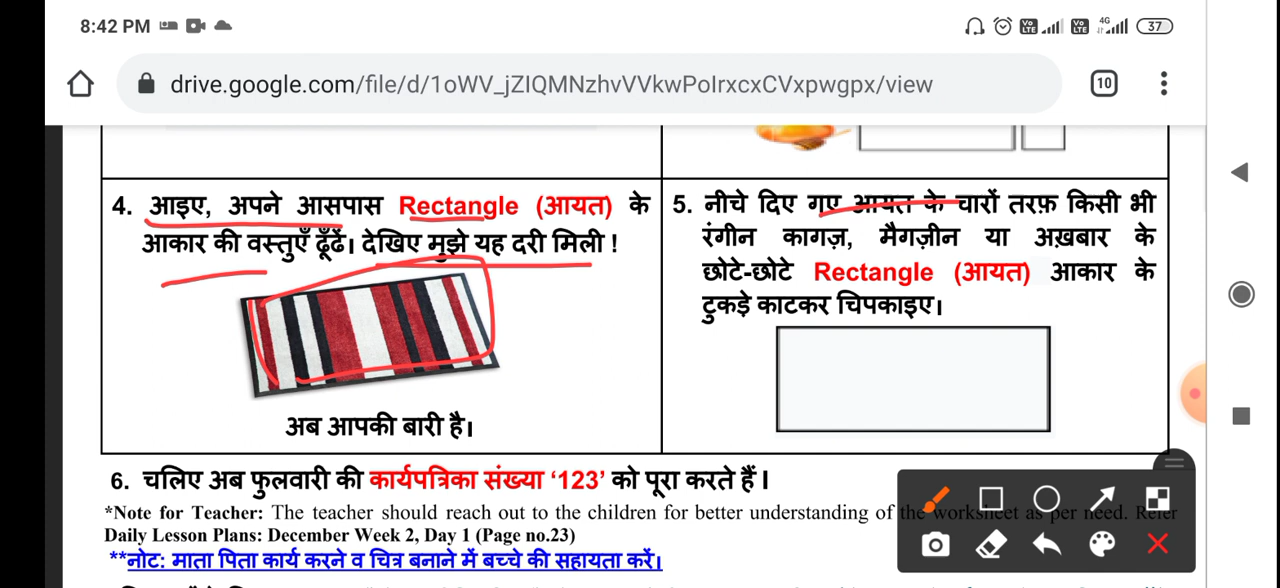 8:42 PM
4G
37
drive.google.com/file/d/1oWV_jZIQMNzhvVVkwPoIrxcxCVxpwgpx/view
10
4. आइए, अपने आसपास Rectangle (आयत) के
आकार की वस्तुएँ ढूँढें। देखिए मुझे यह दरी मिली !
अब आपकी बारी है।
5. नीचे दिए गए आयत के चारों तरफ़ किसी भी
रंगीन कागज़, मैगज़ीन या अख़बार के
छोटे-छोटे Rectangle (आयत) आकार के
टुकड़े काटकर चिपकाइए।
6. चलिए अब फुलवारी की कार्यपत्रिका संख्या ‘123’ को पूरा करते हैं।
*Note for Teacher: The teacher should reach out to the children for better understanding of the worksheet as per need. Refer
Daily Lesson Plans: December Week 2, Day 1 (Page no.23)
**नोट: माता पिता कार्य करने व चित्र बनाने में बच्चे की सहायता करें।